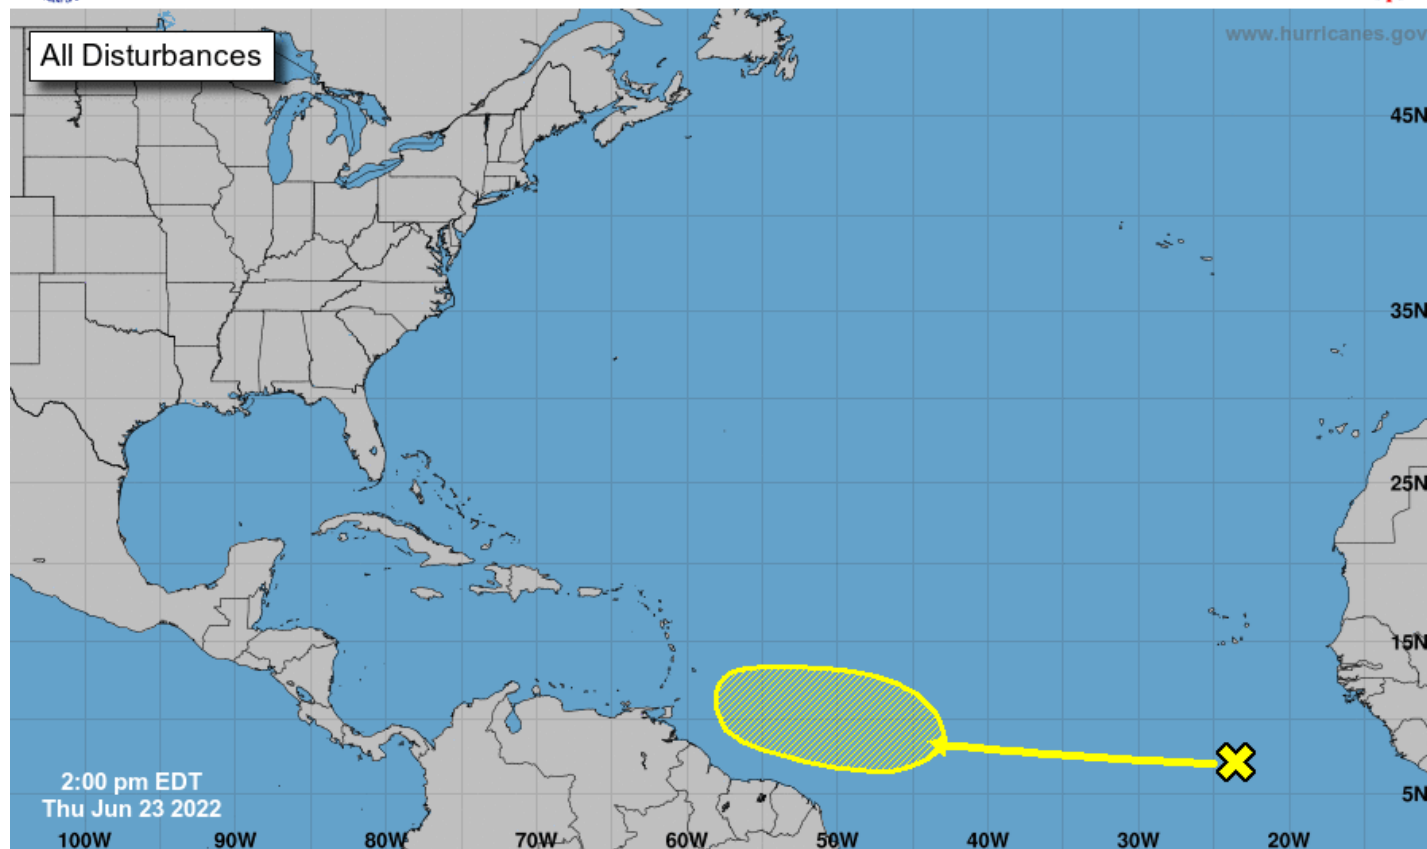 www.hurricanes.gov
All Disturbances
45N
35N
25N
15N
2:00 pm EDT
Thu Jun 23 2022
5N
100W 90W 80W 70W 60W 50W 40W 30W 20W